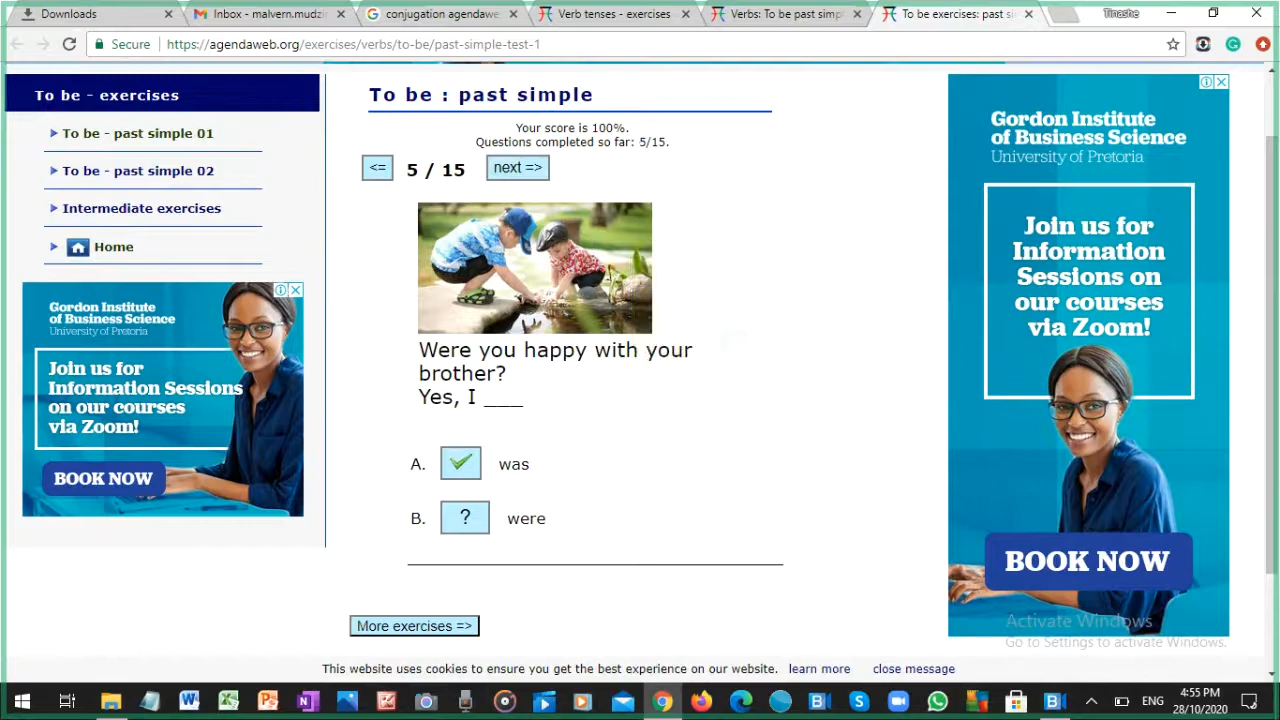 Downloads
Inbox - malvern.mudzi
conjugation agendawe
Verb tenses - exercises
Verbs: To be past simp
To be exercises: past si
Tinashe
Secure
https://agendaweb.org/exercises/verbs/to-be/past-simple-test-1
To be - exercises
To be - past simple 01
To be - past simple 02
Intermediate exercises
Home
Gordon Institute
of Business Science
University of Pretoria
Join us for
Information Sessions
on our courses
via Zoom!
BOOK NOW
To be : past simple
Your score is 100%.
Questions completed so far: 5/15.
<= 5 / 15 next =>
Were you happy with your
brother?
Yes, I ___
A. was
B. ? were
More exercises =>
Gordon Institute
of Business Science
University of Pretoria
Join us for
Information
Sessions on
our courses
via Zoom!
BOOK NOW
Activate Windows
Go to Settings to activate Windows.
This website uses cookies to ensure you get the best experience on our website. learn more close message
ENG
4:55 PM
28/10/2020